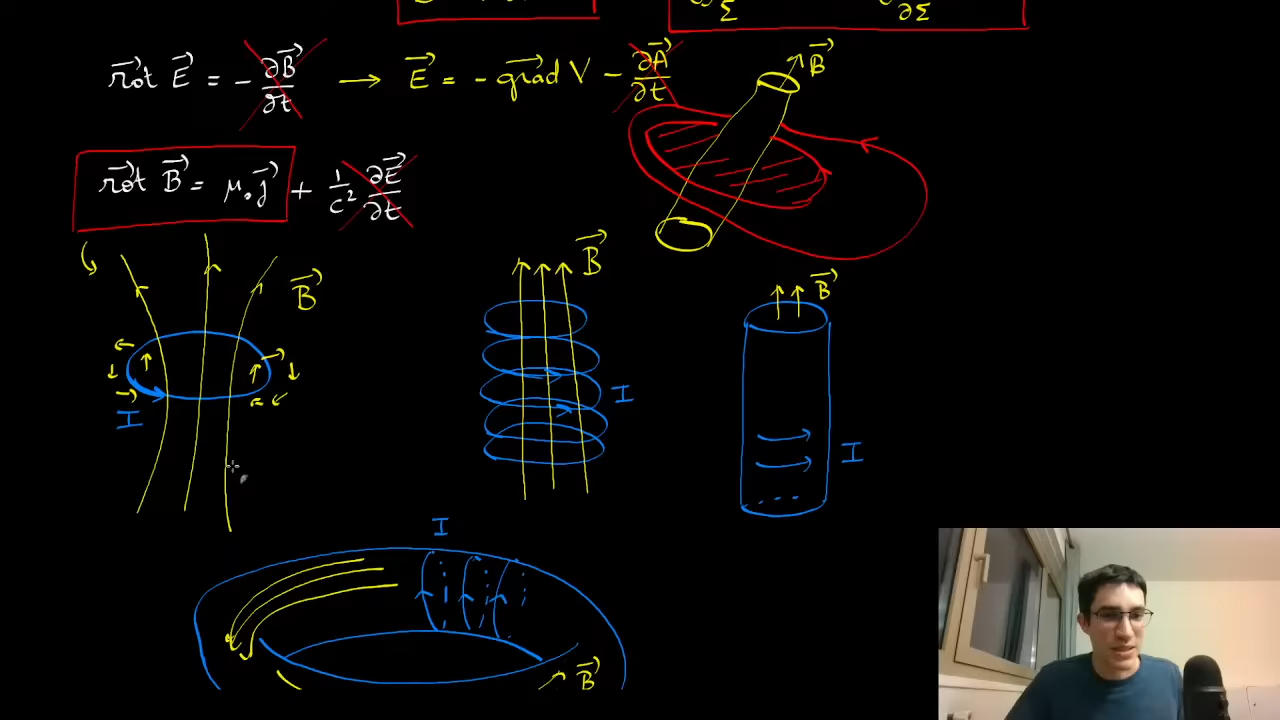 Σ
∂Σ
rot E⃗ = - ∂B⃗/∂t → E⃗ = - grad V - ∂A⃗/∂t
B⃗
rot B⃗ = μ₀ j⃗ + 1/c² ∂E⃗/∂t
B⃗
B⃗
B⃗
I
I
I
I
B⃗